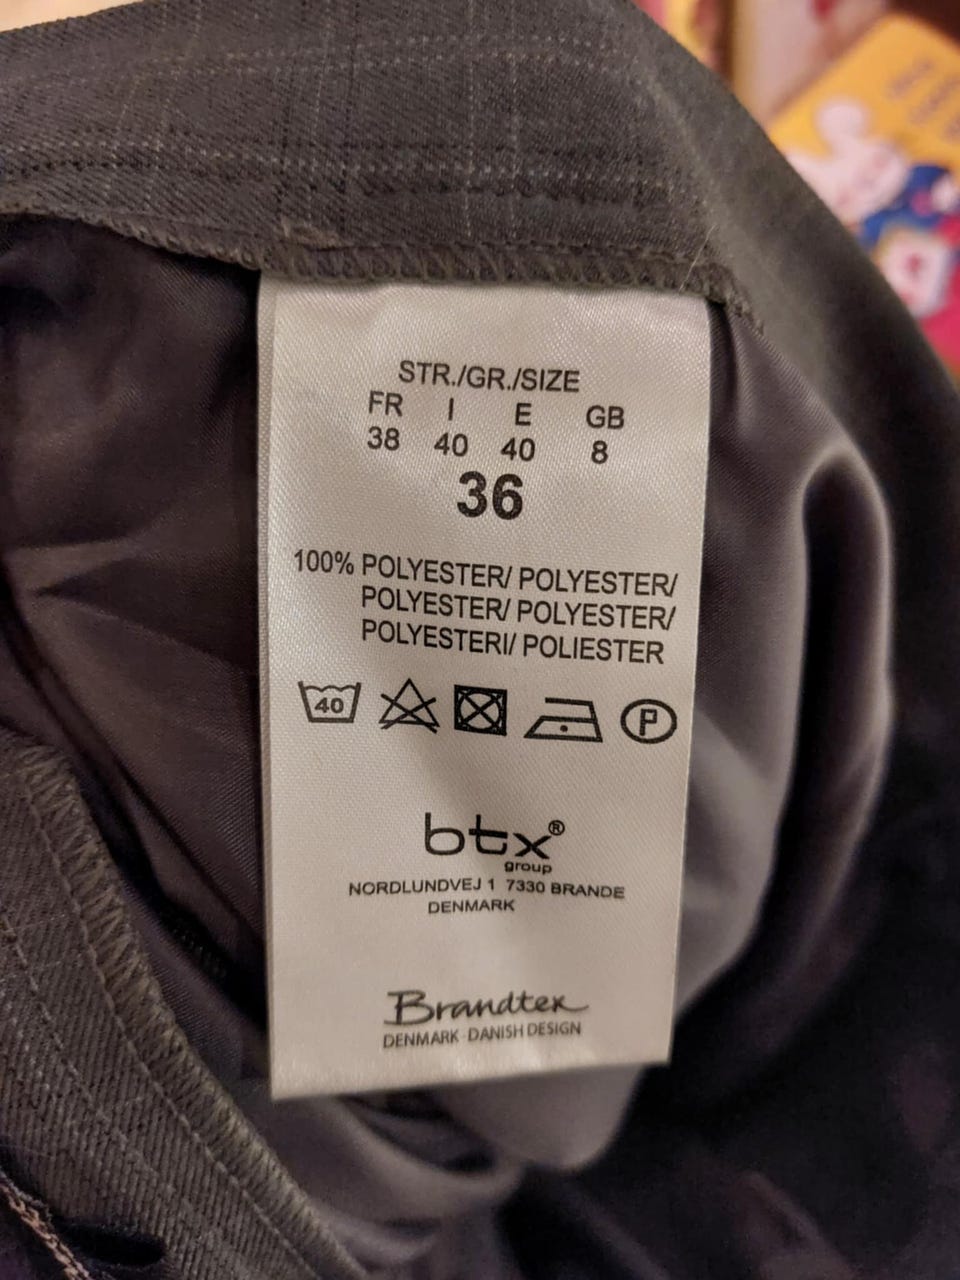 STR./GR./SIZE
FR I E GB
38 40 40 8
36
100% POLYESTER/ POLYESTER/
POLYESTER/ POLYESTER/
POLYESTERI/ POLIESTER
40 P
btx®
group
NORDLUNDVEJ 1 7330 BRANDE
DENMARK
Brandtex
DENMARK · DANISH DESIGN